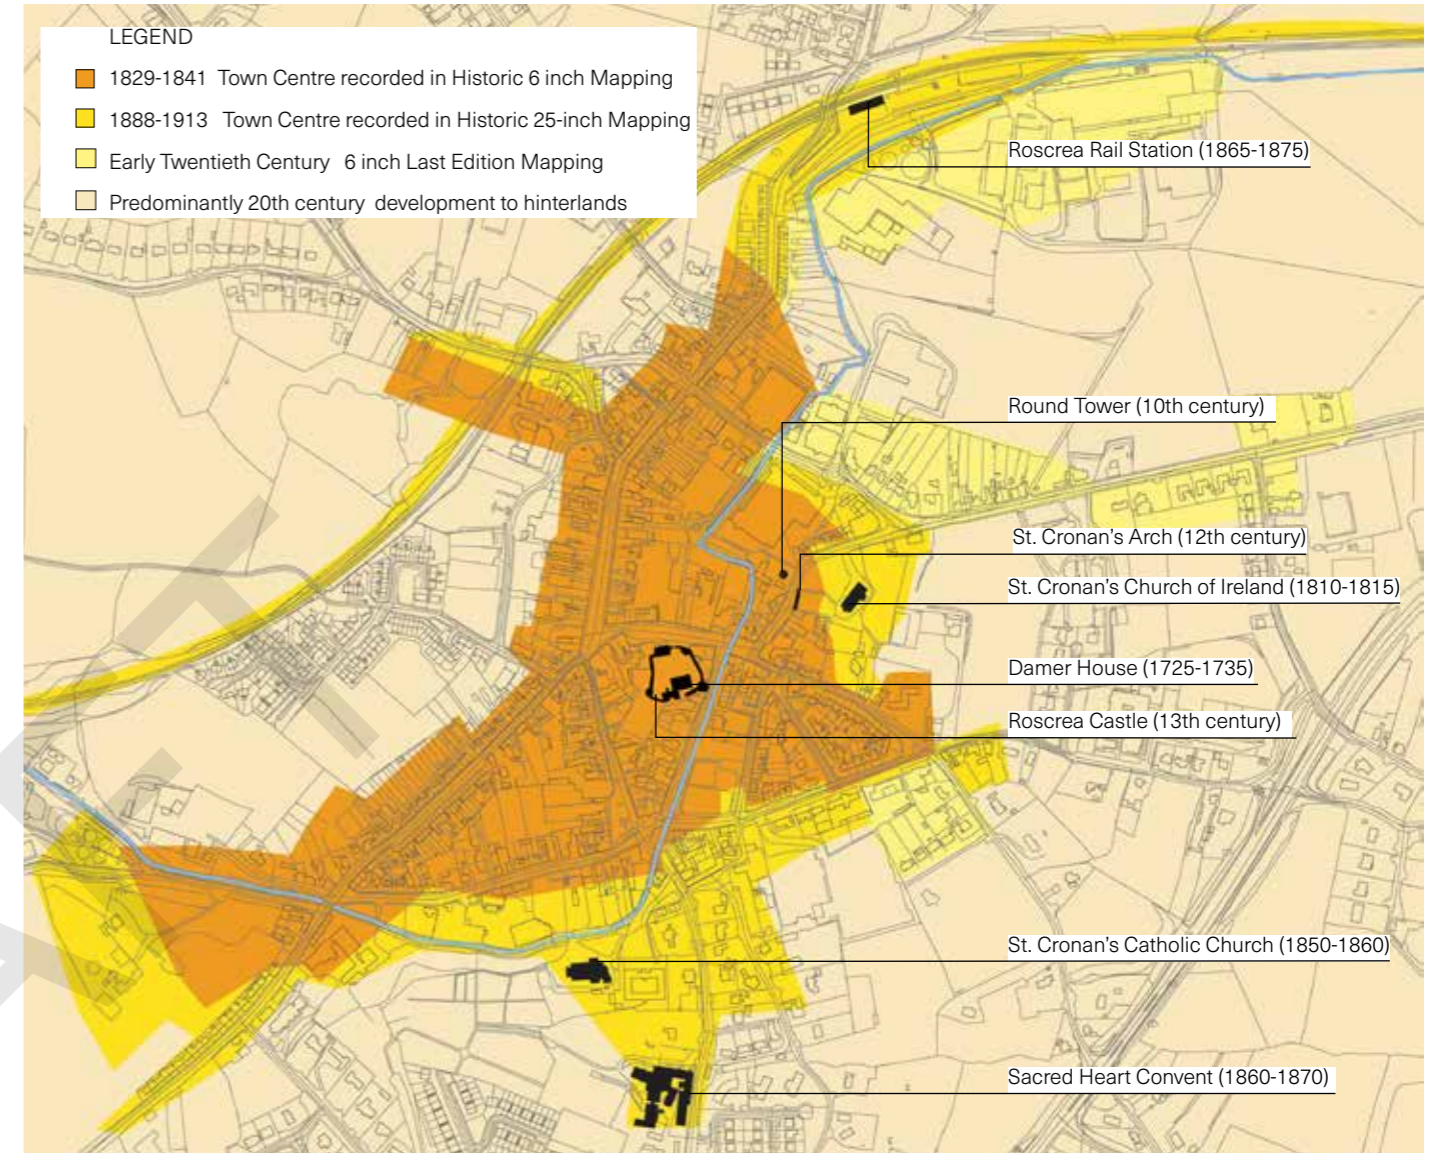 LEGEND
1829-1841 Town Centre recorded in Historic 6 inch Mapping
1888-1913 Town Centre recorded in Historic 25-inch Mapping
Early Twentieth Century 6 inch Last Edition Mapping
Predominantly 20th century development to hinterlands
Roscrea Rail Station (1865-1875)
Round Tower (10th century)
St. Cronan's Arch (12th century)
St. Cronan's Church of Ireland (1810-1815)
Damer House (1725-1735)
Roscrea Castle (13th century)
St. Cronan's Catholic Church (1850-1860)
Sacred Heart Convent (1860-1870)